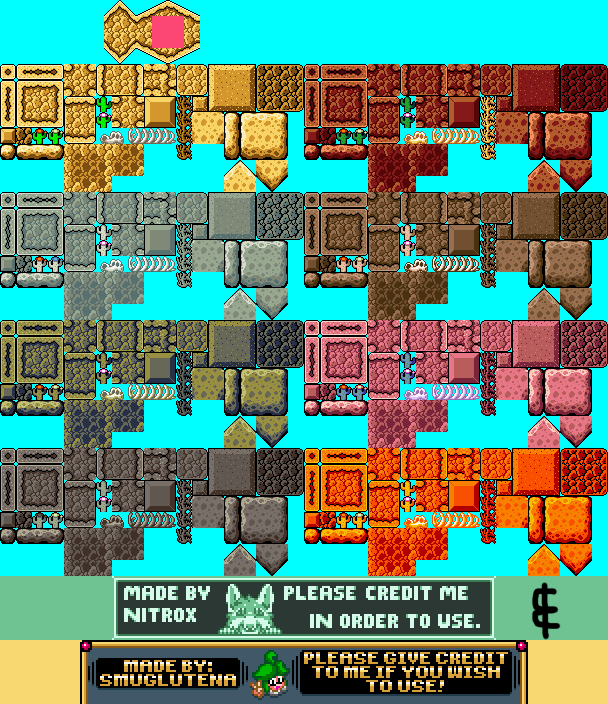 MADE BY
NITROX
PLEASE CREDIT ME
IN ORDER TO USE.
MADE BY:
SMUGLUTENA
PLEASE GIVE CREDIT
TO ME IF YOU WISH
TO USE!